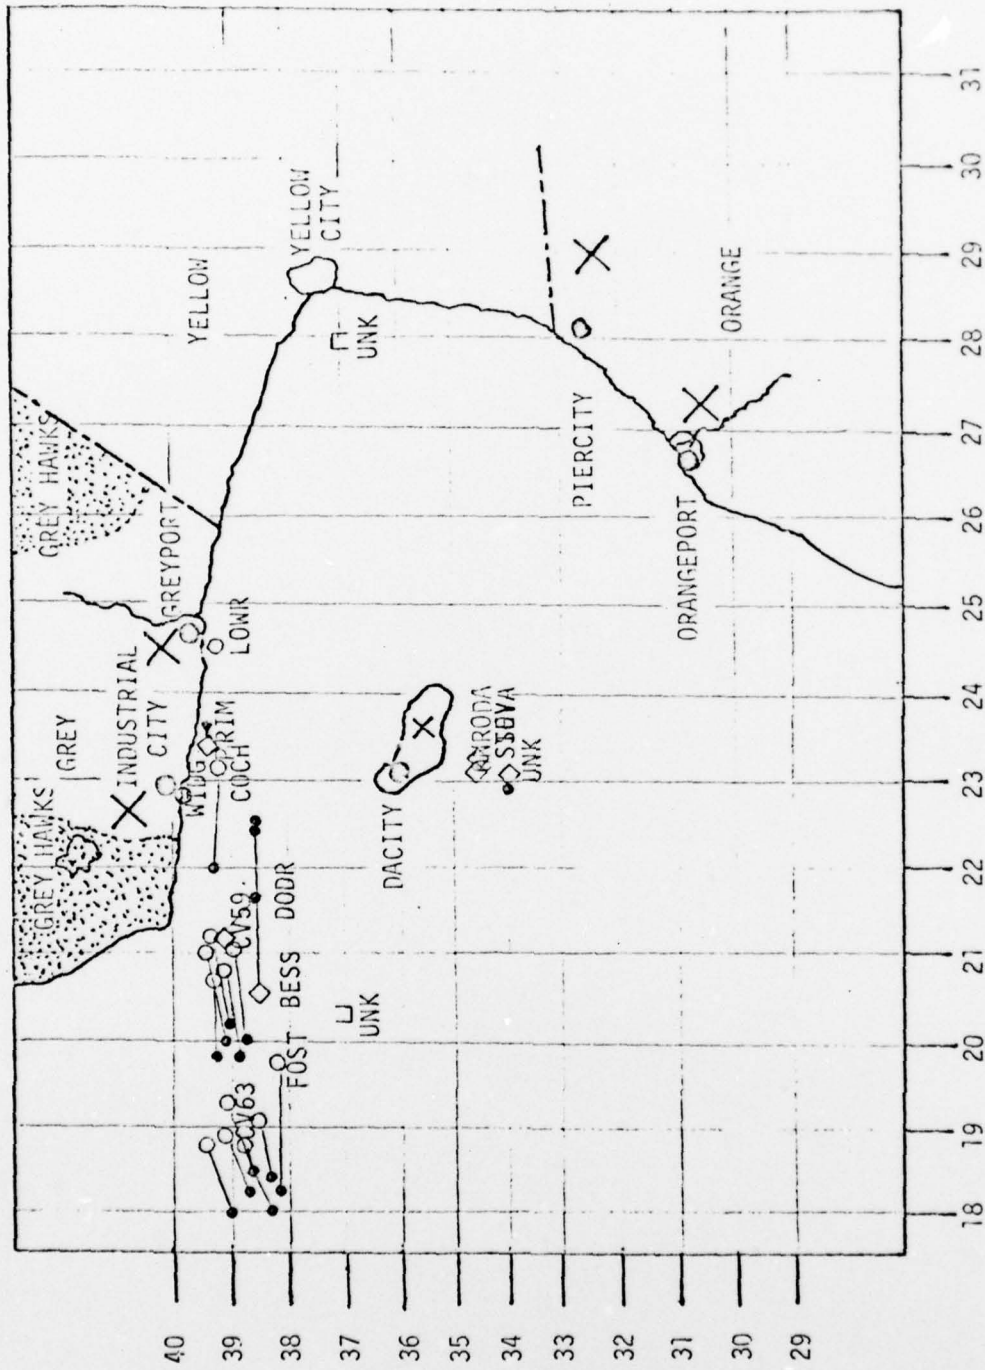 GREY HAWKS
GREY HAWKS
GREY
INDUSTRIAL
CITY
GREYPORT
YELLOW
YELLOW
CITY
WIDG
PRIM
COCH
LOWR
UNK
CV59
DODR
BESS
FOST
CV63
UNK
DACITY
UNK
PIERCITY
ORANGEPORT
ORANGE
40
39
38
37
36
35
34
33
32
31
30
29
18
19
20
21
22
23
24
25
26
27
28
29
30
31